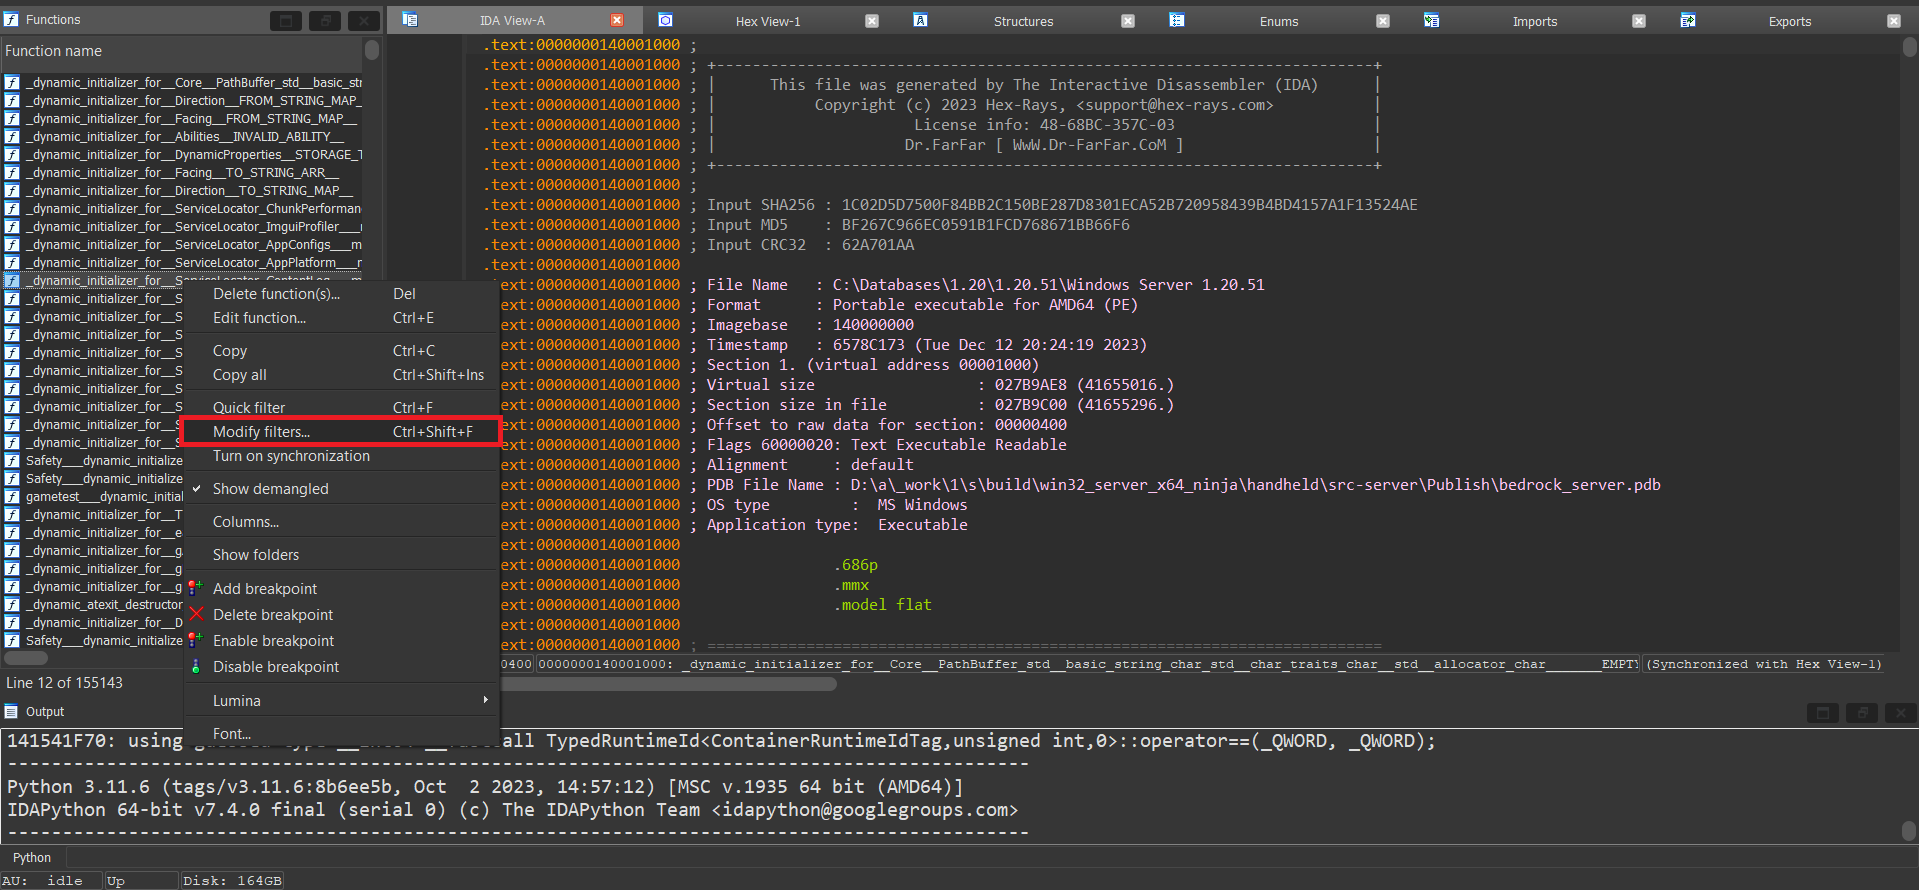 Functions
IDA View-A
Hex View-1
Structures
Enums
Imports
Exports
Function name
_dynamic_initializer_for__Core__PathBuffer_std__basic_str
_dynamic_initializer_for__Direction__FROM_STRING_MAP_
_dynamic_initializer_for__Facing__FROM_STRING_MAP__
_dynamic_initializer_for__Abilities__INVALID_ABILITY__
_dynamic_initializer_for__DynamicProperties__STORAGE_T
_dynamic_initializer_for__Facing__TO_STRING_ARR__
_dynamic_initializer_for__Direction__TO_STRING_MAP__
_dynamic_initializer_for__ServiceLocator_ChunkPerforman
_dynamic_initializer_for__ServiceLocator_ImguiProfiler___
_dynamic_initializer_for__ServiceLocator_AppConfigs___m
_dynamic_initializer_for__ServiceLocator_AppPlatform___
_dynamic_initializer_for__ServiceLocator_ContentLog
_dynamic_initializer_for__S
_dynamic_initializer_for__S
_dynamic_initializer_for__S
_dynamic_initializer_for__S
_dynamic_initializer_for__S
_dynamic_initializer_for__S
_dynamic_initializer_for__S
_dynamic_initializer_for__S
_dynamic_initializer_for__S
Safety___dynamic_initialize
Safety___dynamic_initialize
gametest___dynamic_initial
_dynamic_initializer_for__T
_dynamic_initializer_for__e
_dynamic_initializer_for__g
_dynamic_initializer_for__g
_dynamic_initializer_for__g
_dynamic_atexit_destructor
_dynamic_initializer_for__D
Safety___dynamic_initialize
Line 12 of 155143
Delete function(s)... Del
Edit function... Ctrl+E
Copy Ctrl+C
Copy all Ctrl+Shift+Ins
Quick filter Ctrl+F
Modify filters... Ctrl+Shift+F
Turn on synchronization
Show demangled
Columns...
Show folders
Add breakpoint
Delete breakpoint
Enable breakpoint
Disable breakpoint
Lumina
Font...
.text:0000000140001000 ;
.text:0000000140001000 ; +-------------------------------------------------------------------------+
.text:0000000140001000 ; | This file was generated by The Interactive Disassembler (IDA) |
.text:0000000140001000 ; | Copyright (c) 2023 Hex-Rays, <support@hex-rays.com> |
.text:0000000140001000 ; | License info: 48-68BC-357C-03 |
.text:0000000140001000 ; | Dr.FarFar [ WwW.Dr-FarFar.CoM ] |
.text:0000000140001000 ; +-------------------------------------------------------------------------+
.text:0000000140001000 ;
.text:0000000140001000 ; Input SHA256 : 1C02D5D7500F84BB2C150BE287D8301ECA52B720958439B4BD4157A1F13524AE
.text:0000000140001000 ; Input MD5 : BF267C966EC0591B1FCD768671BB66F6
.text:0000000140001000 ; Input CRC32 : 62A701AA
.text:0000000140001000
.text:0000000140001000 ; File Name : C:\Databases\1.20\1.20.51\Windows Server 1.20.51
ext:0000000140001000 ; Format : Portable executable for AMD64 (PE)
ext:0000000140001000 ; Imagebase : 140000000
ext:0000000140001000 ; Timestamp : 6578C173 (Tue Dec 12 20:24:19 2023)
ext:0000000140001000 ; Section 1. (virtual address 00001000)
ext:0000000140001000 ; Virtual size : 027B9AE8 (41655016.)
ext:0000000140001000 ; Section size in file : 027B9C00 (41655296.)
ext:0000000140001000 ; Offset to raw data for section: 00000400
ext:0000000140001000 ; Flags 60000020: Text Executable Readable
ext:0000000140001000 ; Alignment : default
ext:0000000140001000 ; PDB File Name : D:\a\_work\1\s\build\win32_server_x64_ninja\handheld\src-server\Publish\bedrock_server.pdb
ext:0000000140001000 ; OS type : MS Windows
ext:0000000140001000 ; Application type: Executable
ext:0000000140001000
ext:0000000140001000 .686p
ext:0000000140001000 .mmx
ext:0000000140001000 .model flat
ext:0000000140001000
ext:0000000140001000 ; ===========================================================================
00400 0000000140001000: _dynamic_initializer_for__Core__PathBuffer_std__basic_string_char_std__char_traits_char__std__allocator_char_______EMPTY (Synchronized with Hex View-1)
Output
141541F70: using all TypedRuntimeId<ContainerRuntimeIdTag,unsigned int,0>::operator==(_QWORD, _QWORD);
---------------------------------------------------------------------------------------------
Python 3.11.6 (tags/v3.11.6:8b6ee5b, Oct 2 2023, 14:57:12) [MSC v.1935 64 bit (AMD64)]
IDAPython 64-bit v7.4.0 final (serial 0) (c) The IDAPython Team <idapython@googlegroups.com>
---------------------------------------------------------------------------------------------
Python
AU: idle Up Disk: 164GB